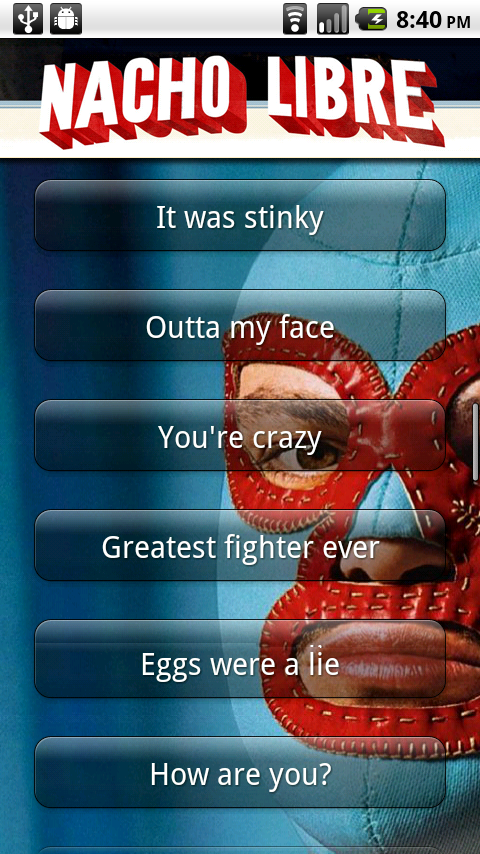 8:40 PM
NACHO LIBRE
It was stinky
Outta my face
You're crazy
Greatest fighter ever
Eggs were a lie
How are you?